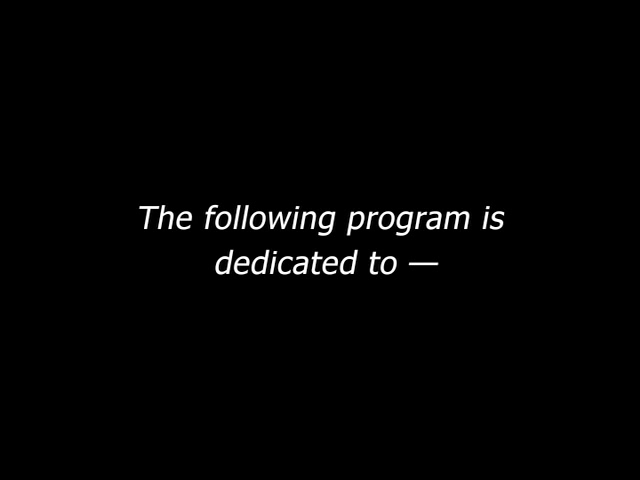 The following program is
dedicated to —